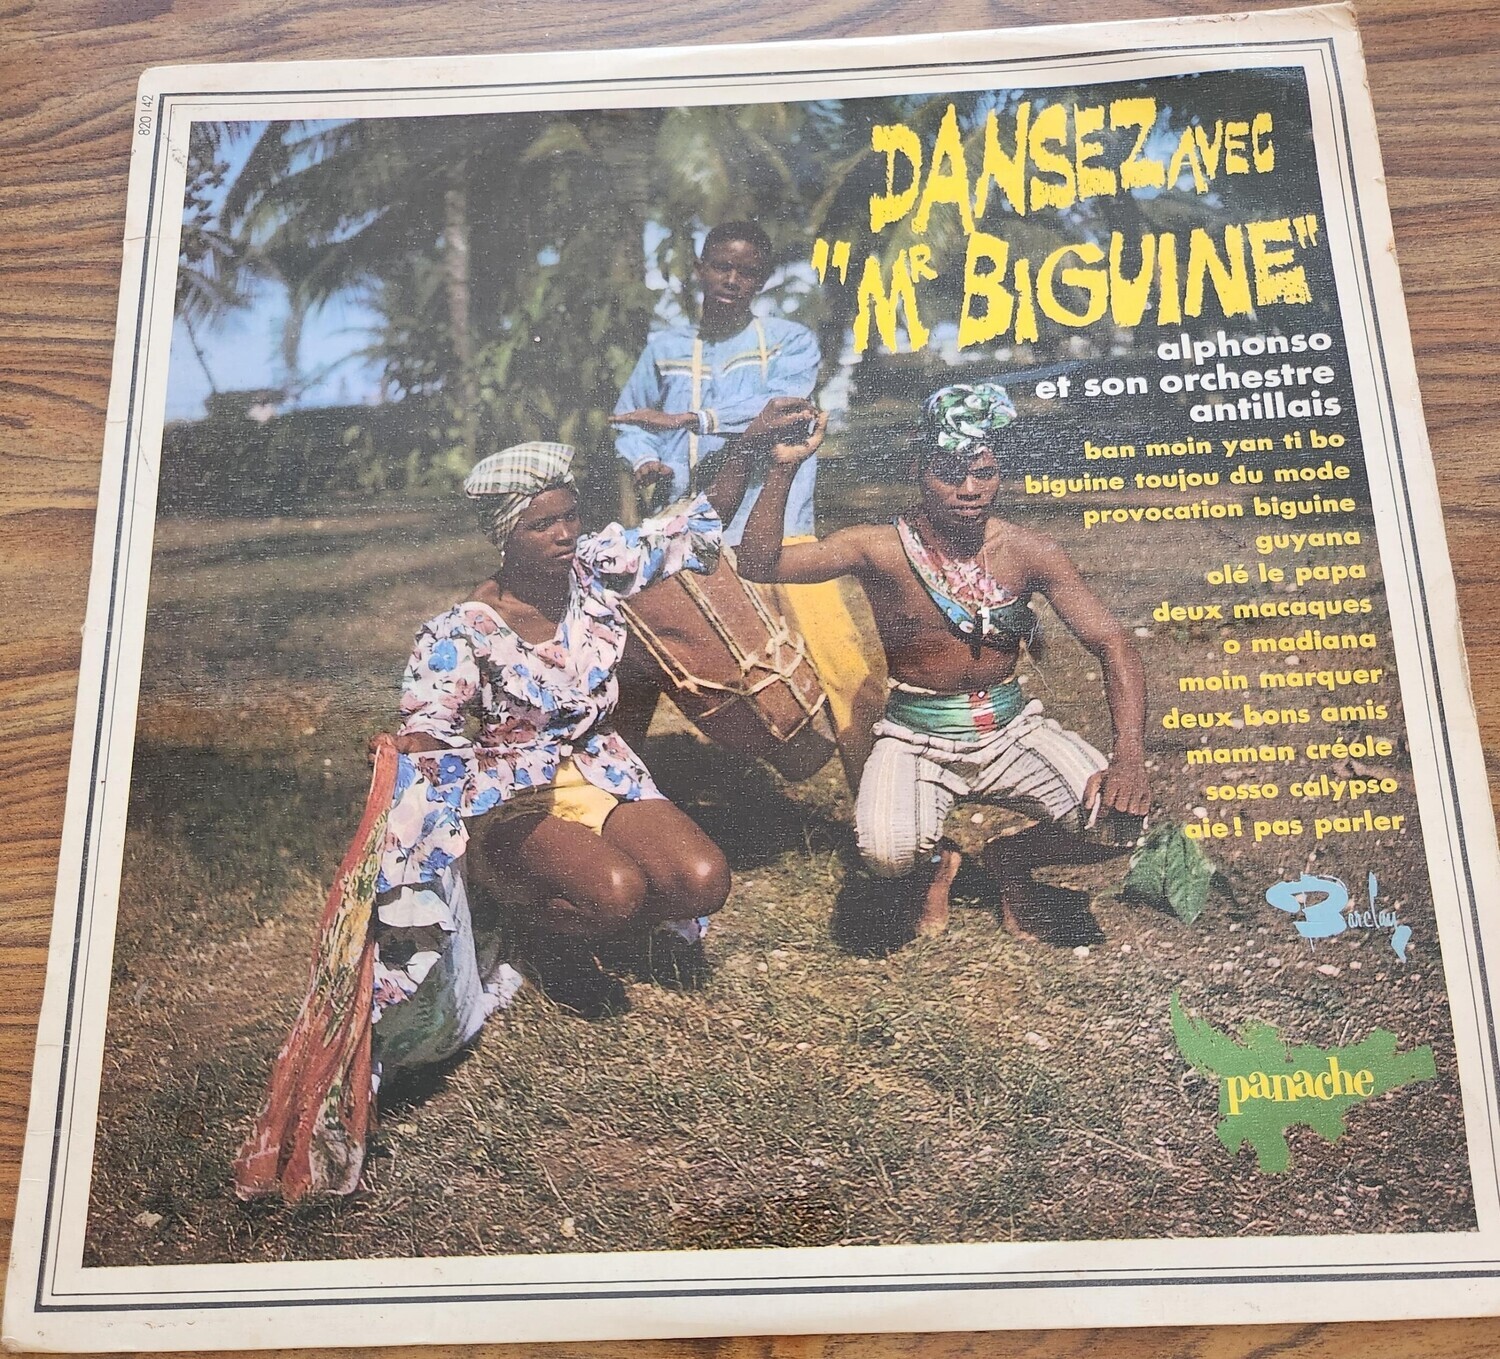 820 142
DANSEZ AVEC
"MR BIGUINE"
alphonso
et son orchestre
antillais
ban moin yan ti bo
biguine toujou du mode
provocation biguine
guyana
olé le papa
deux macaques
o madiana
moin marquer
deux bons amis
maman créole
sosso calypso
aie! pas parler
Barclay
panache